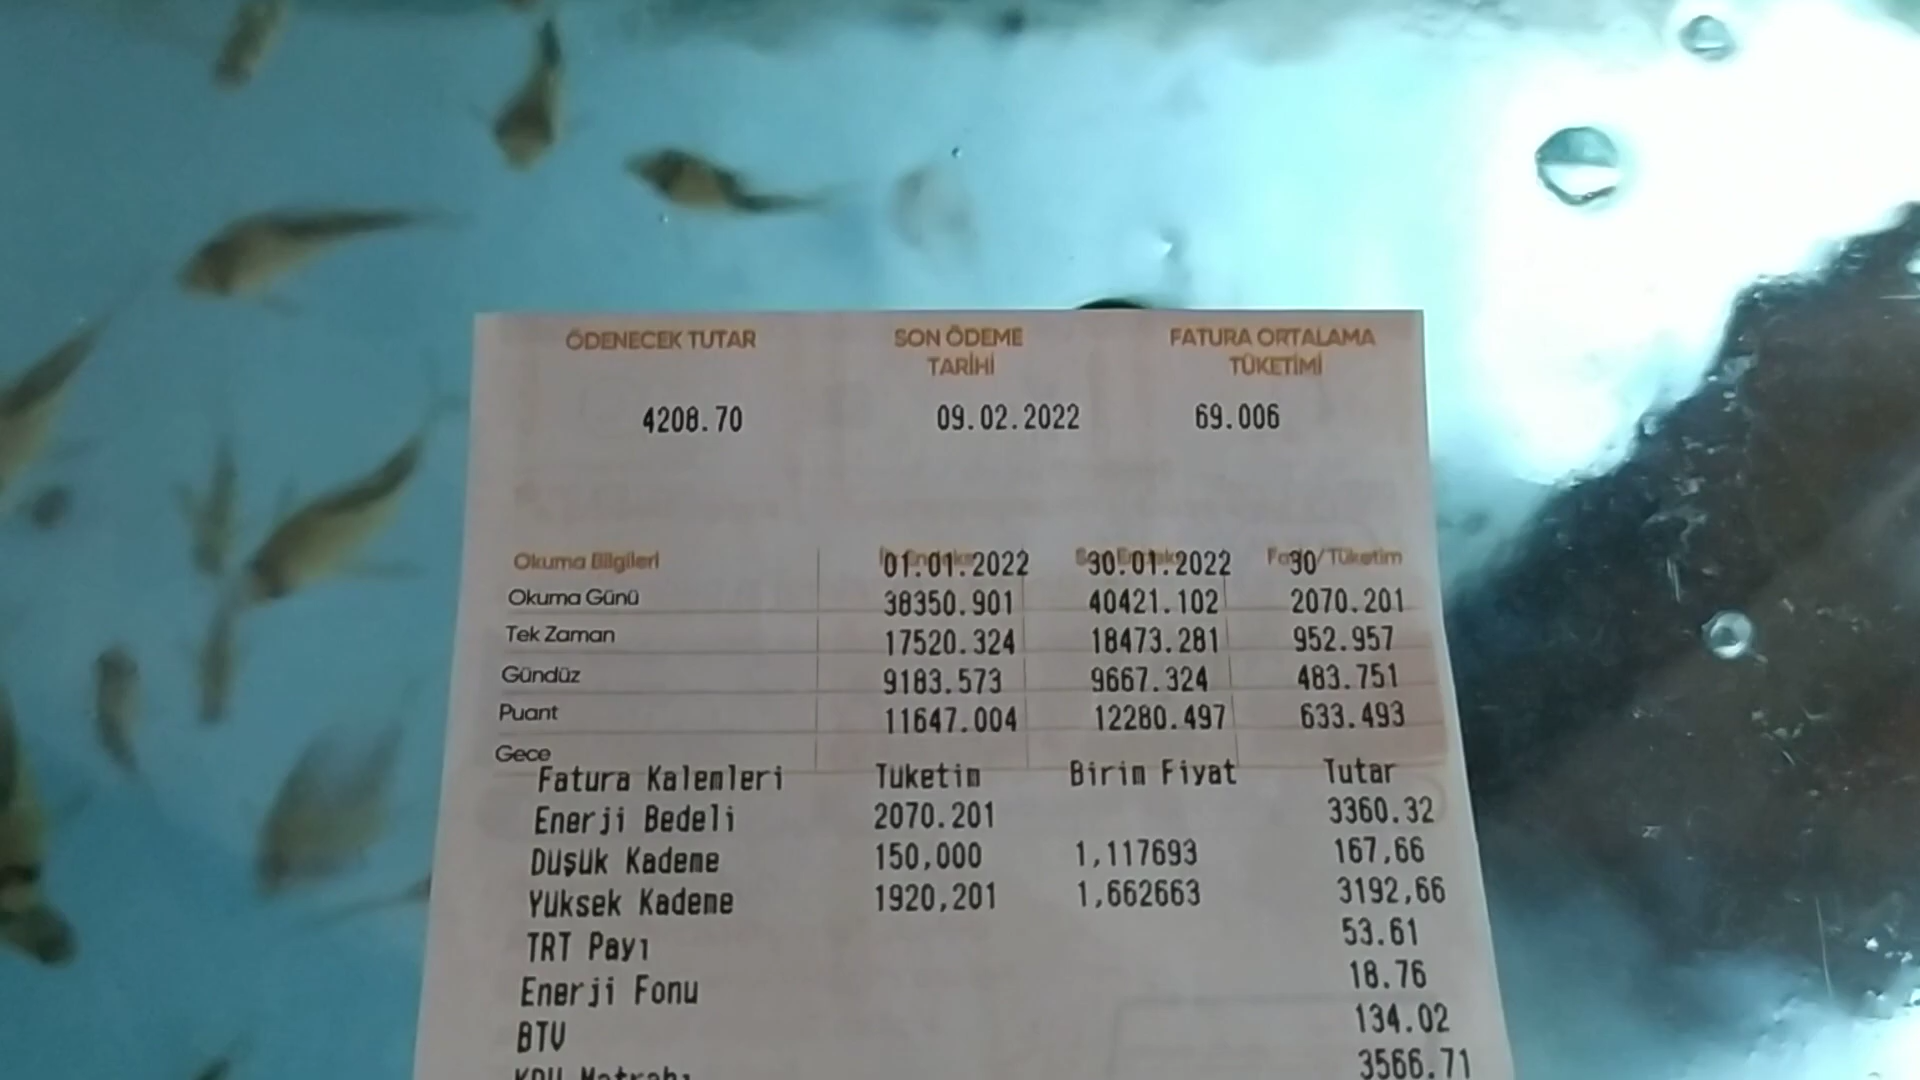 ÖDENECEK TUTAR SON ÖDEME TARİHİ FATURA ORTALAMA TÜKETİMİ
4208.70 09.02.2022 69.006
Okuma Bilgileri 01.01.2022 30.01.2022 30 /Tüketim
Okuma Günü 38350.901 40421.102 2070.201
Tek Zaman 17520.324 18473.281 952.957
Gündüz 9183.573 9667.324 483.751
Puant 11647.004 12280.497 633.493
Gece
Fatura Kalemleri Tüketim Birim Fiyat Tutar
Enerji Bedeli 2070.201 3360.32
Düşük Kademe 150,000 1,117693 167,66
Yüksek Kademe 1920,201 1,662663 3192,66
TRT Payı 53.61
Enerji Fonu 18.76
BTV 134.02
KDV Matrahı 3566.71